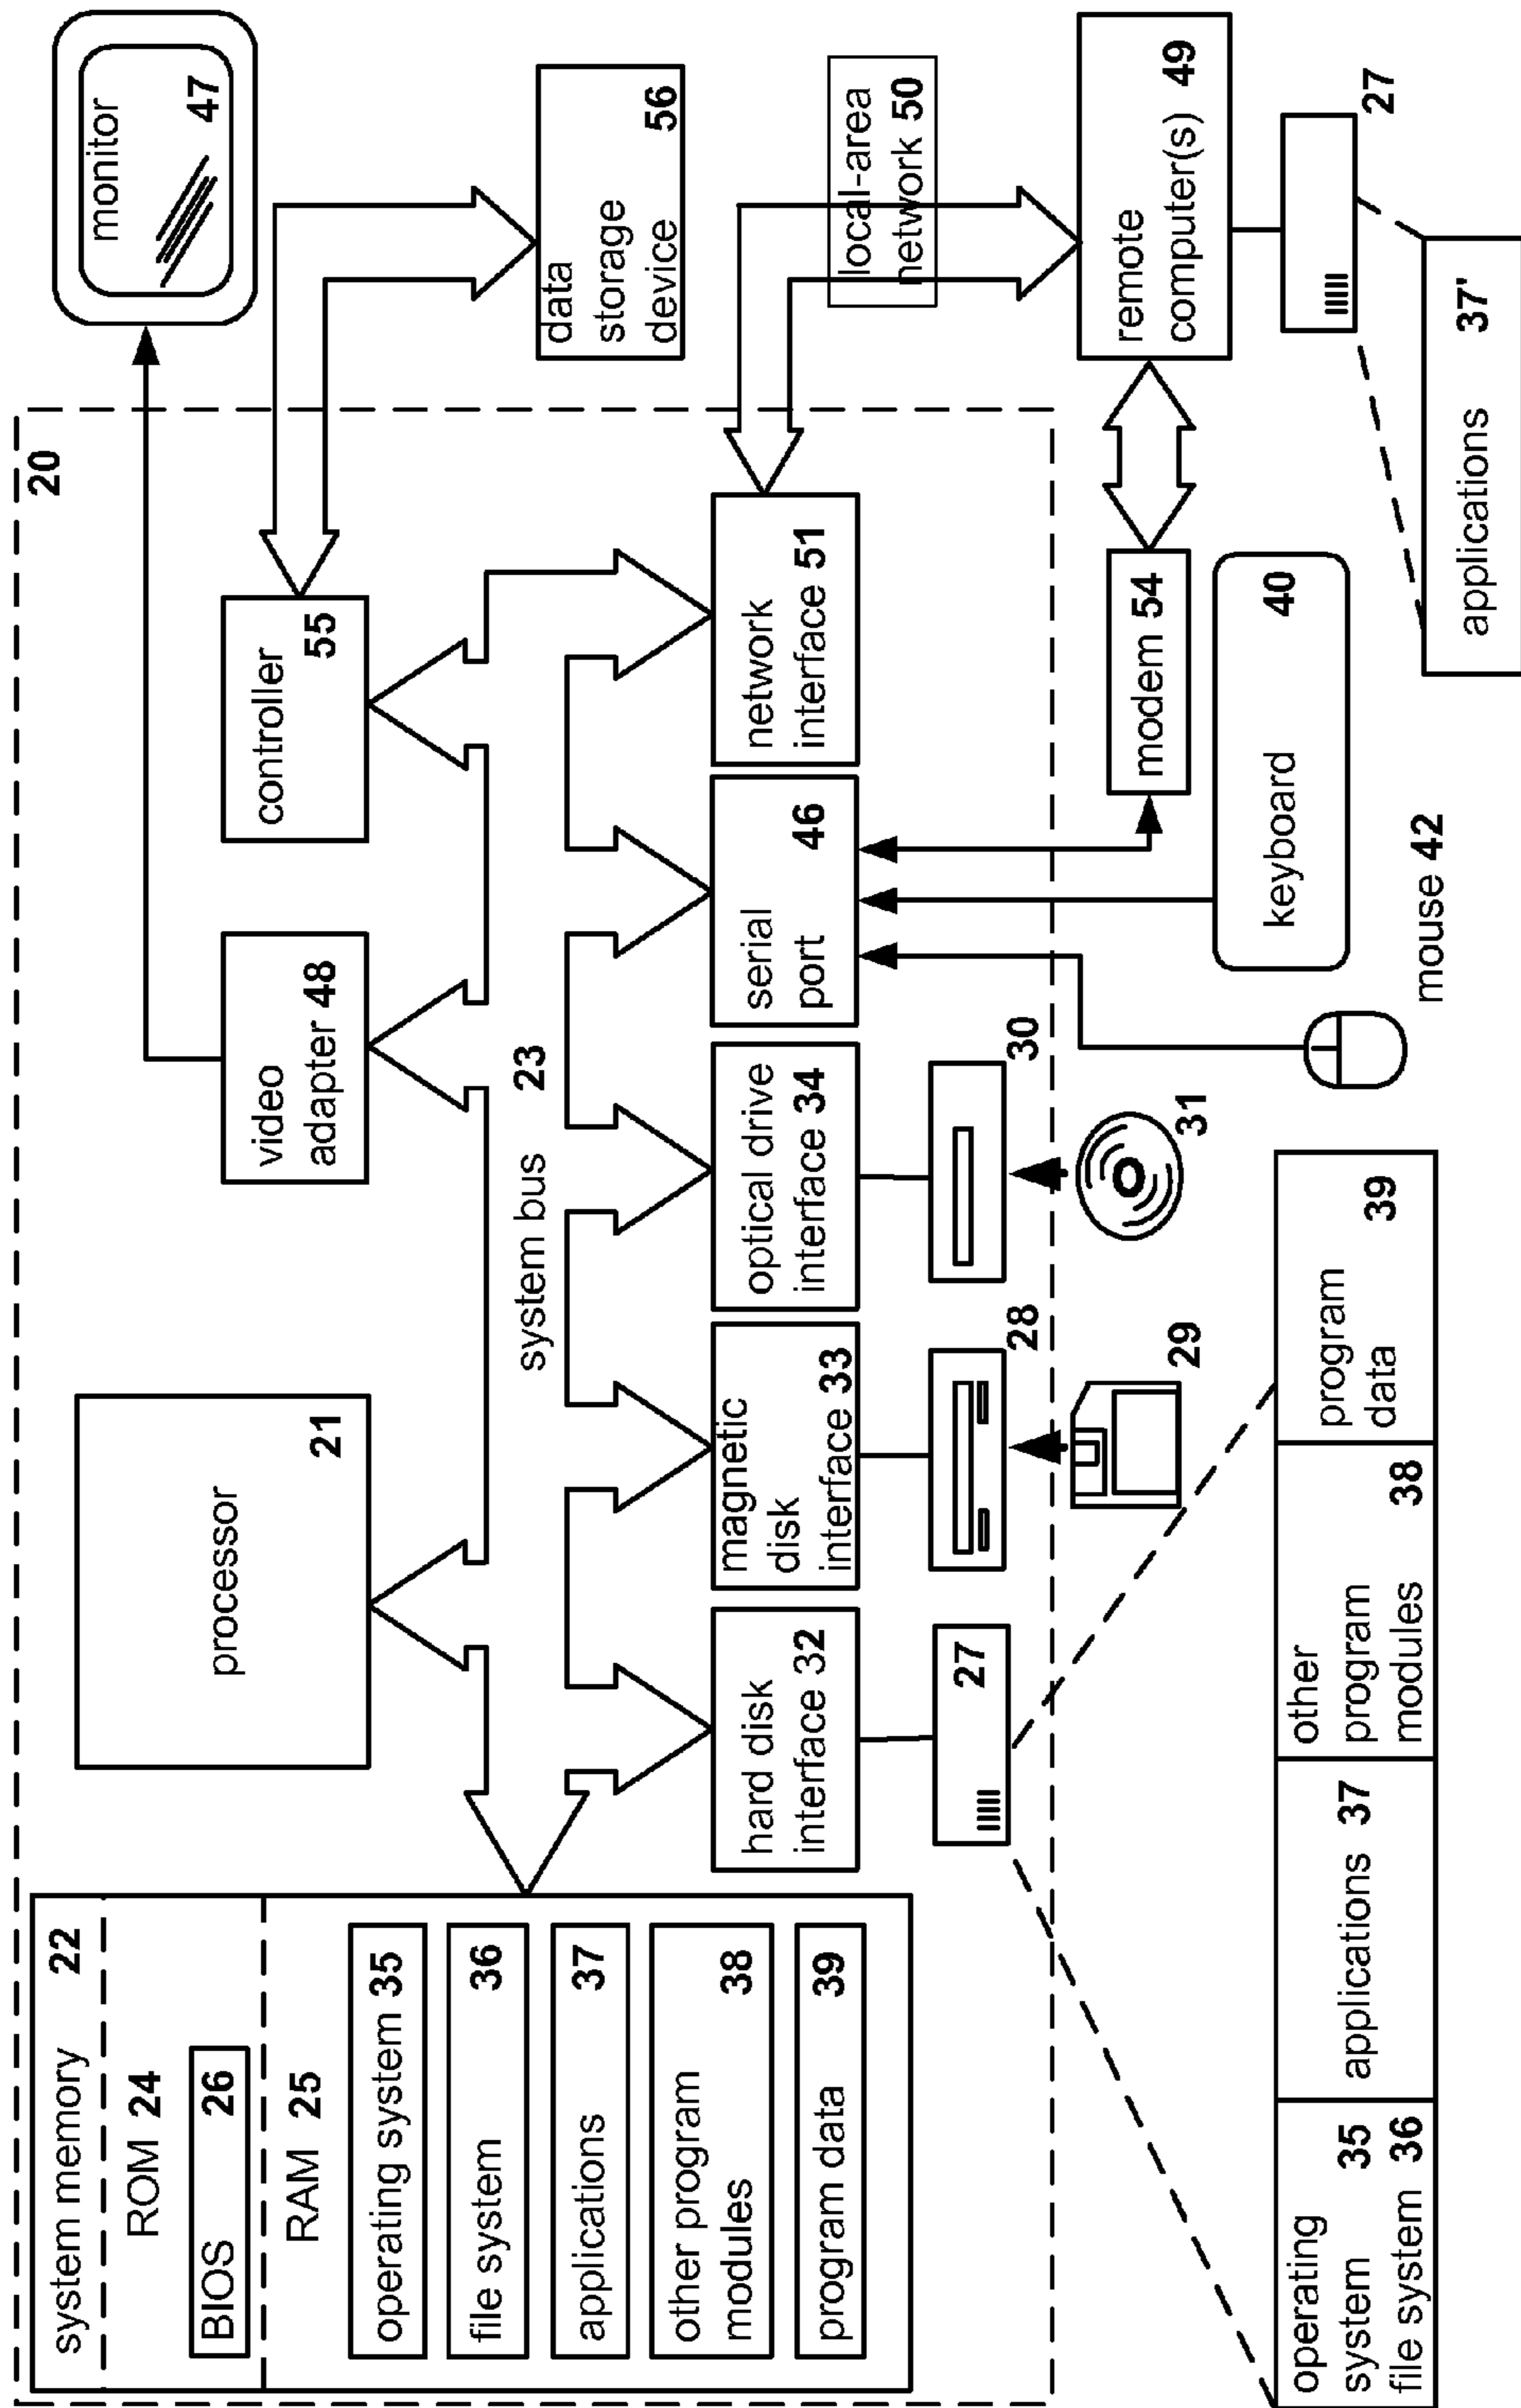 20
system memory 22
ROM 24
BIOS 26
RAM 25
operating system 35
file system 36
applications 37
other program
modules 38
program data 39
processor
21
video
adapter 48
controller
55
monitor
47
system bus 23
data
storage
device 56
hard disk
interface 32
magnetic
disk
interface 33
optical drive
interface 34
serial
port 46
network
interface 51
local-area
network 50
27
28
30
29
31
modem 54
remote
computer(s) 49
keyboard 40
mouse 42
27
operating
system 35
file system 36
applications 37
other
program
modules 38
program
data 39
applications 37'